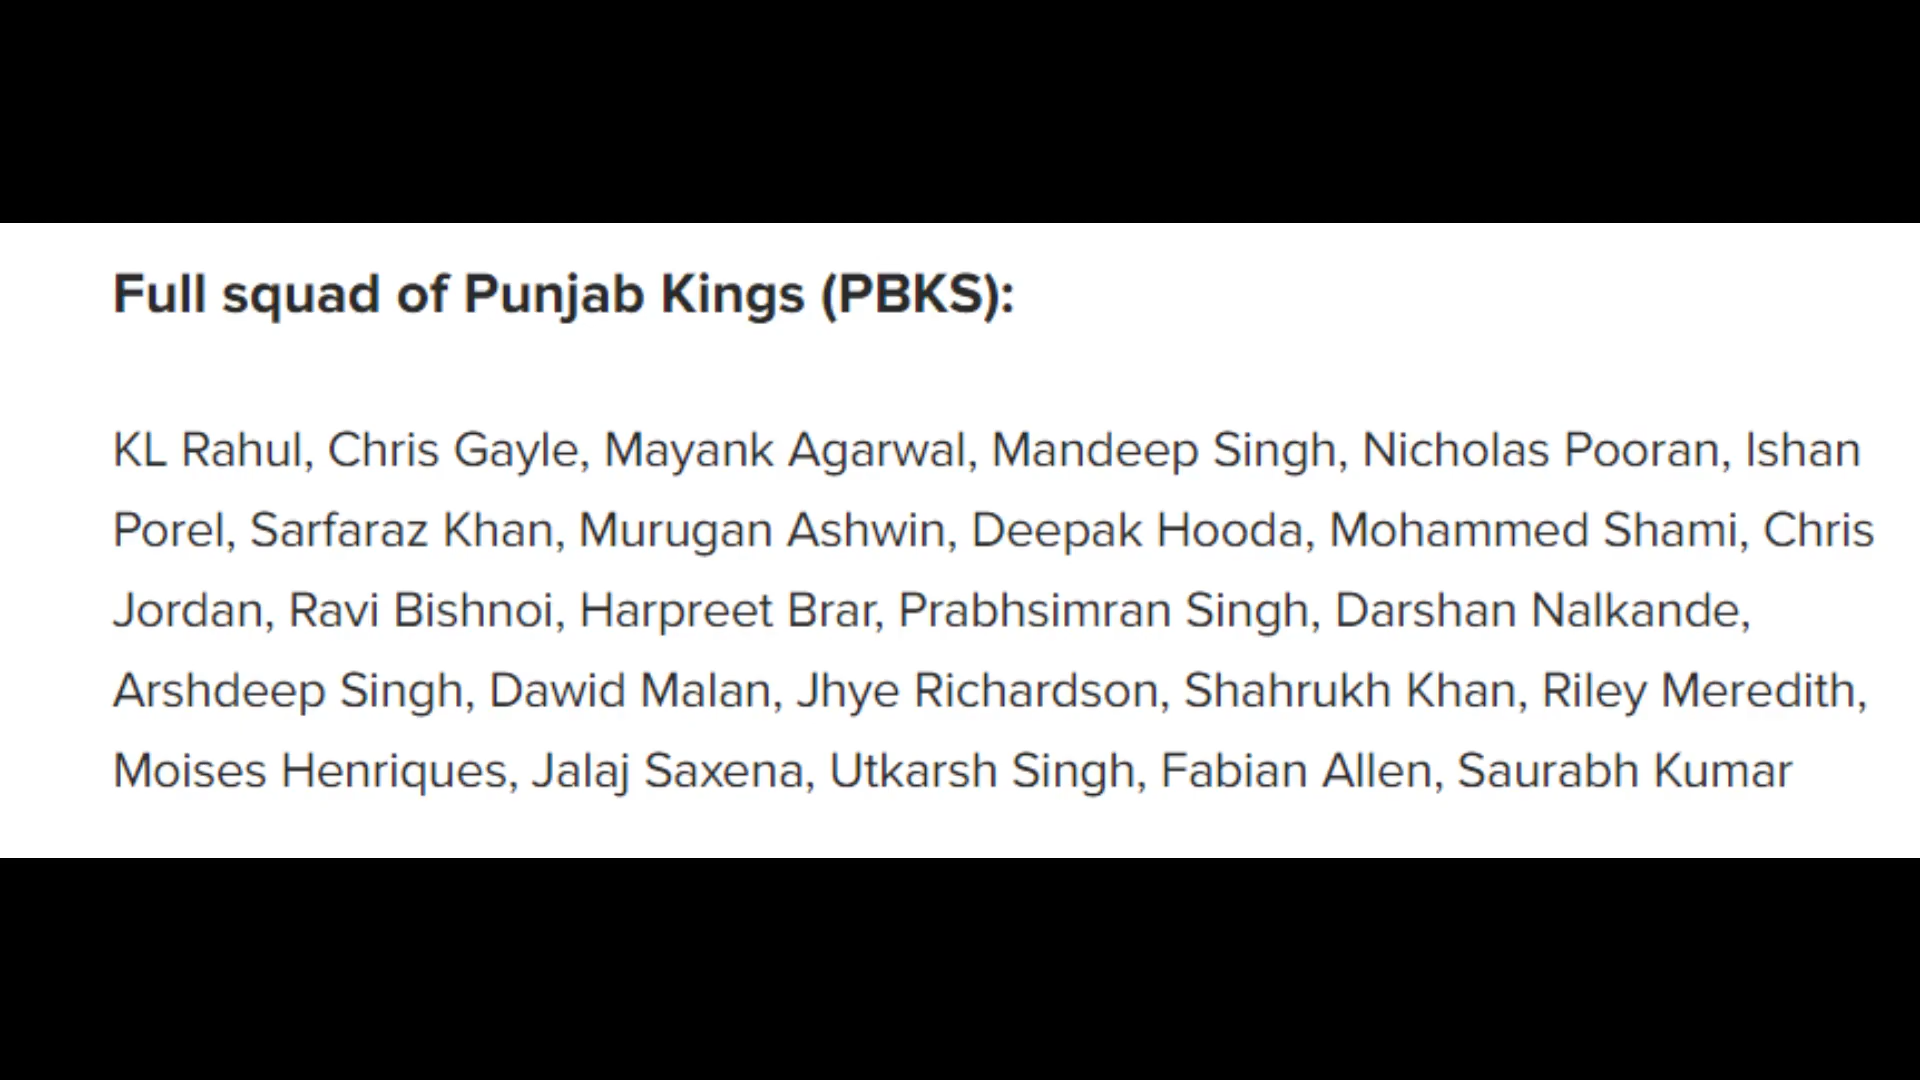 Full squad of Punjab Kings (PBKS):
KL Rahul, Chris Gayle, Mayank Agarwal, Mandeep Singh, Nicholas Pooran, Ishan
Porel, Sarfaraz Khan, Murugan Ashwin, Deepak Hooda, Mohammed Shami, Chris
Jordan, Ravi Bishnoi, Harpreet Brar, Prabhsimran Singh, Darshan Nalkande,
Arshdeep Singh, Dawid Malan, Jhye Richardson, Shahrukh Khan, Riley Meredith,
Moises Henriques, Jalaj Saxena, Utkarsh Singh, Fabian Allen, Saurabh Kumar